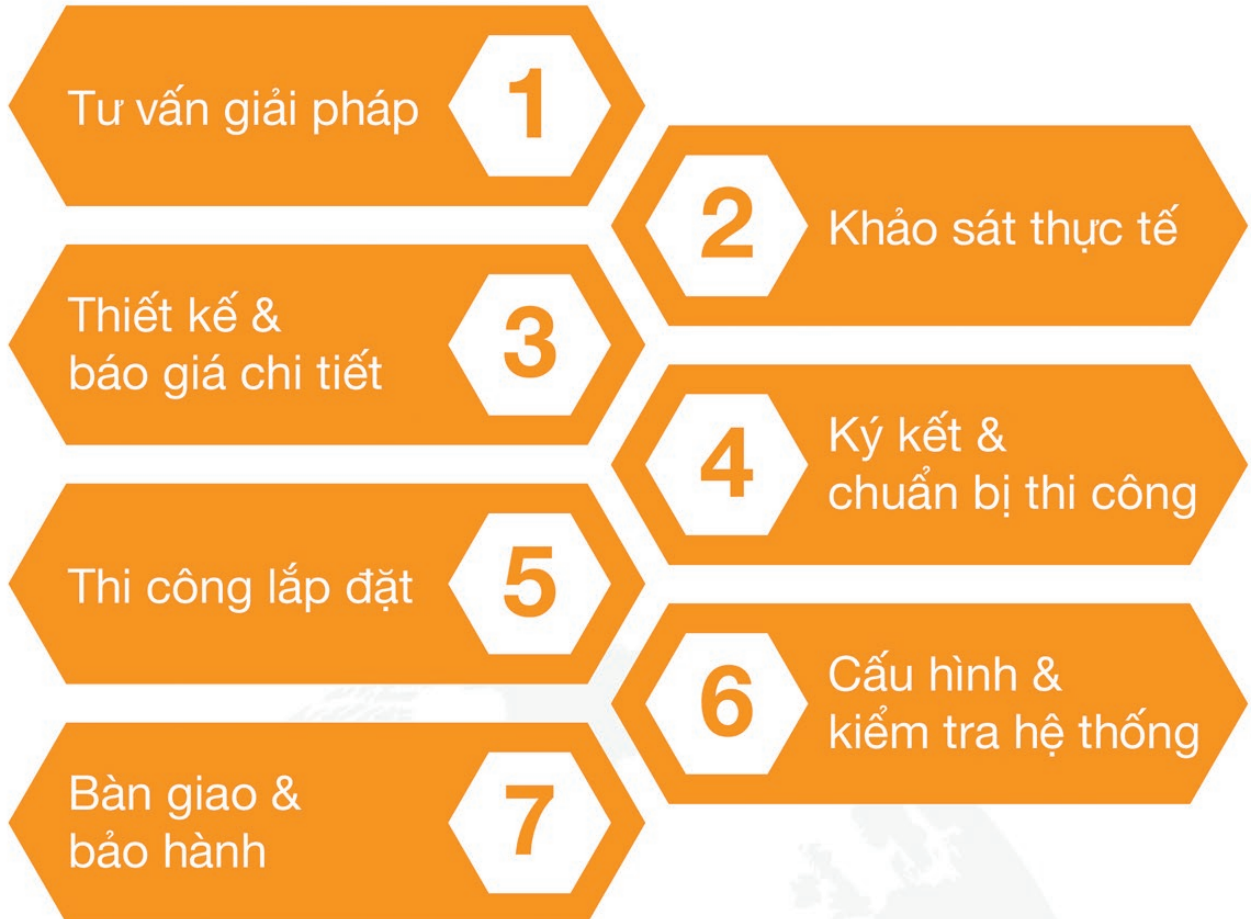 Tư vấn giải pháp
1
2
Khảo sát thực tế
Thiết kế &
báo giá chi tiết
3
4
Ký kết &
chuẩn bị thi công
Thi công lắp đặt
5
6
Cấu hình &
kiểm tra hệ thống
Bàn giao &
bảo hành
7